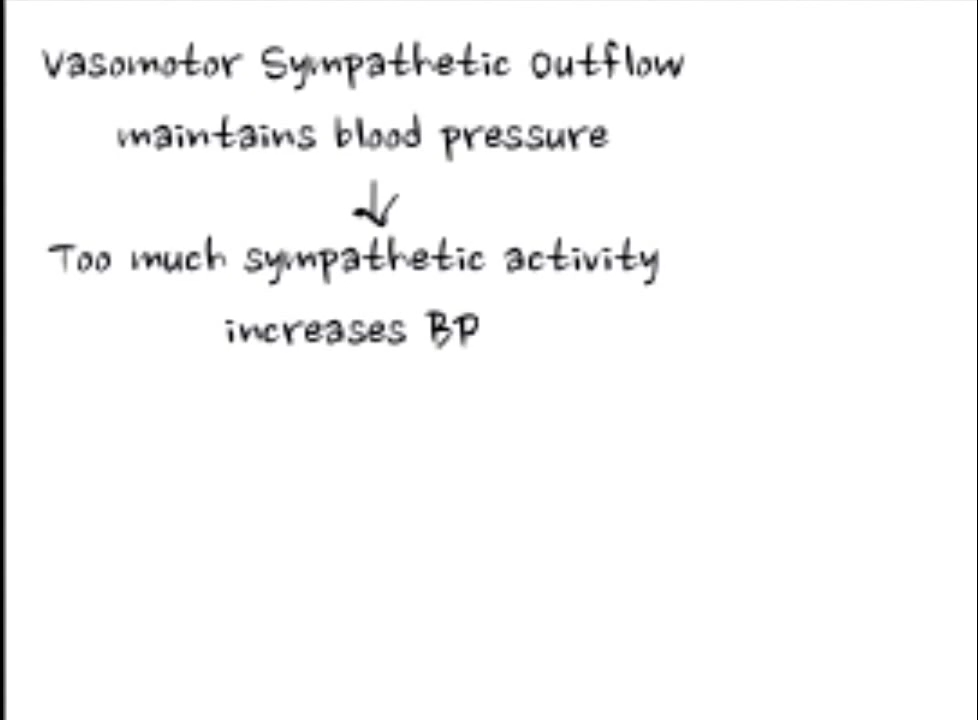 Vasomotor Sympathetic Outflow
maintains blood pressure
↓
Too much sympathetic activity
increases BP